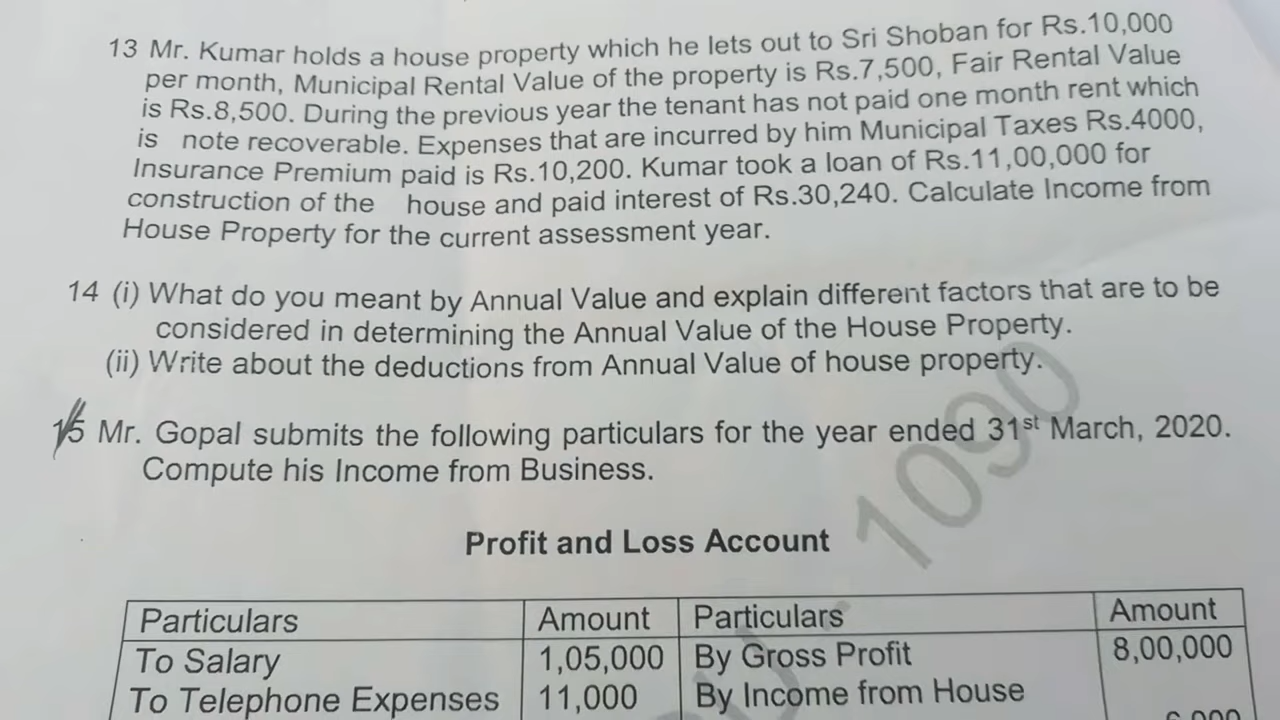 13 Mr. Kumar holds a house property which he lets out to Sri Shoban for Rs.10,000
per month, Municipal Rental Value of the property is Rs.7,500, Fair Rental Value
is Rs.8,500. During the previous year the tenant has not paid one month rent which
is note recoverable. Expenses that are incurred by him Municipal Taxes Rs.4000,
Insurance Premium paid is Rs.10,200. Kumar took a loan of Rs.11,00,000 for
construction of the house and paid interest of Rs.30,240. Calculate Income from
House Property for the current assessment year.
14 (i) What do you meant by Annual Value and explain different factors that are to be
considered in determining the Annual Value of the House Property.
(ii) Write about the deductions from Annual Value of house property.
15 Mr. Gopal submits the following particulars for the year ended 31st March, 2020.
Compute his Income from Business.
1090
Profit and Loss Account
Particulars Amount Particulars Amount
To Salary 1,05,000 By Gross Profit 8,00,000
To Telephone Expenses 11,000 By Income from House